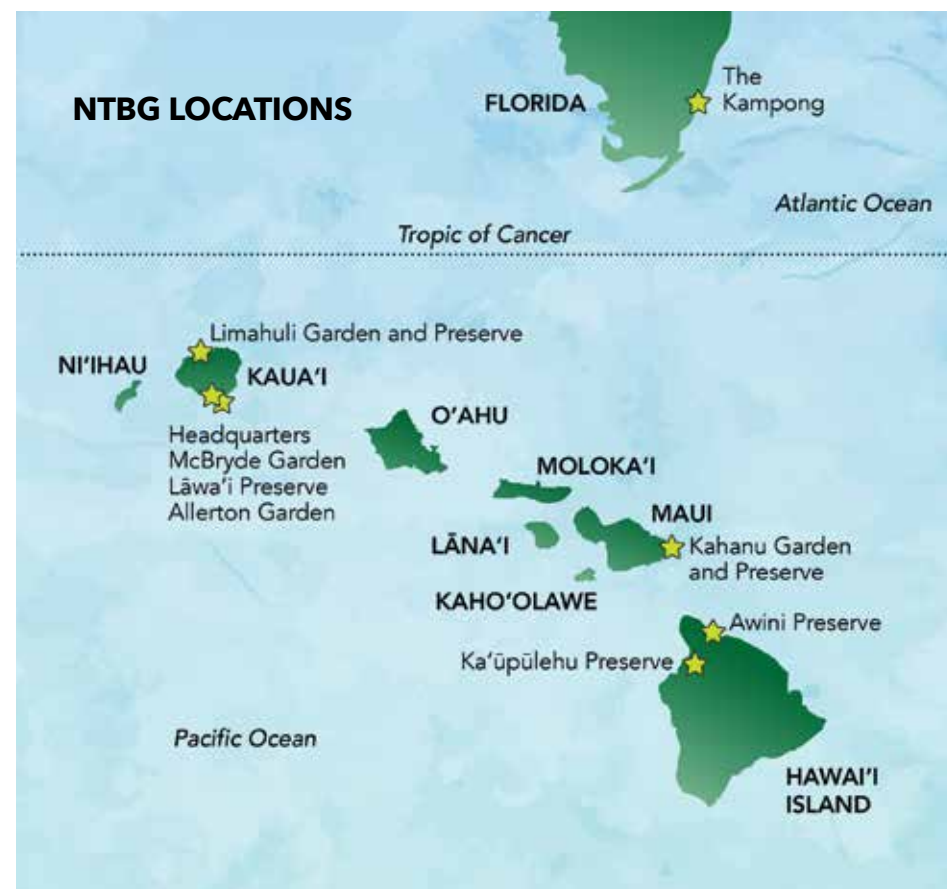 NTBG LOCATIONS
FLORIDA
The
Kampong
Atlantic Ocean
Tropic of Cancer
Limahuli Garden and Preserve
NI‘IHAU
KAUA‘I
Headquarters
McBryde Garden
Lāwa‘i Preserve
Allerton Garden
O‘AHU
MOLOKA‘I
LĀNA‘I
MAUI
Kahanu Garden
and Preserve
KAHO‘OLAWE
Awini Preserve
Ka‘ūpūlehu Preserve
Pacific Ocean
HAWAI‘I
ISLAND